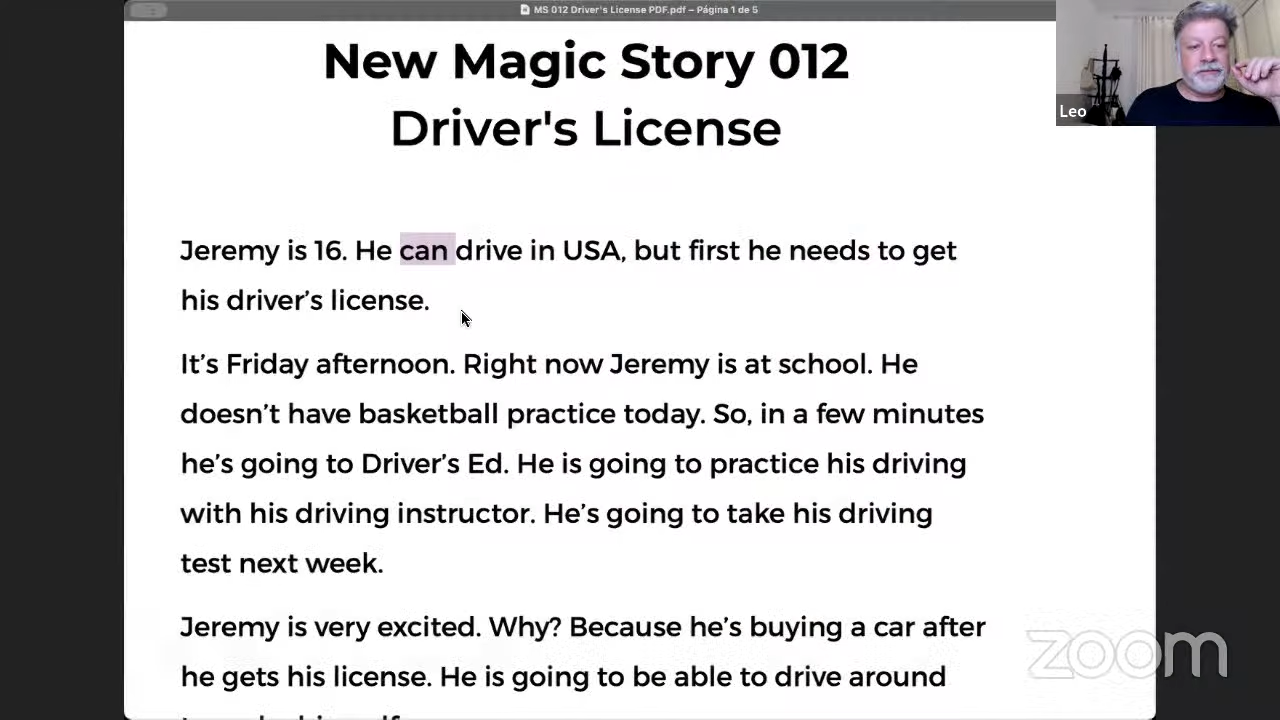 MS 012 Driver's License PDF.pdf – Página 1 de 5
New Magic Story 012
Driver's License
Leo
Jeremy is 16. He can drive in USA, but first he needs to get
his driver’s license.
It’s Friday afternoon. Right now Jeremy is at school. He
doesn’t have basketball practice today. So, in a few minutes
he’s going to Driver’s Ed. He is going to practice his driving
with his driving instructor. He’s going to take his driving
test next week.
Jeremy is very excited. Why? Because he’s buying a car after
he gets his license. He is going to be able to drive around
zoom